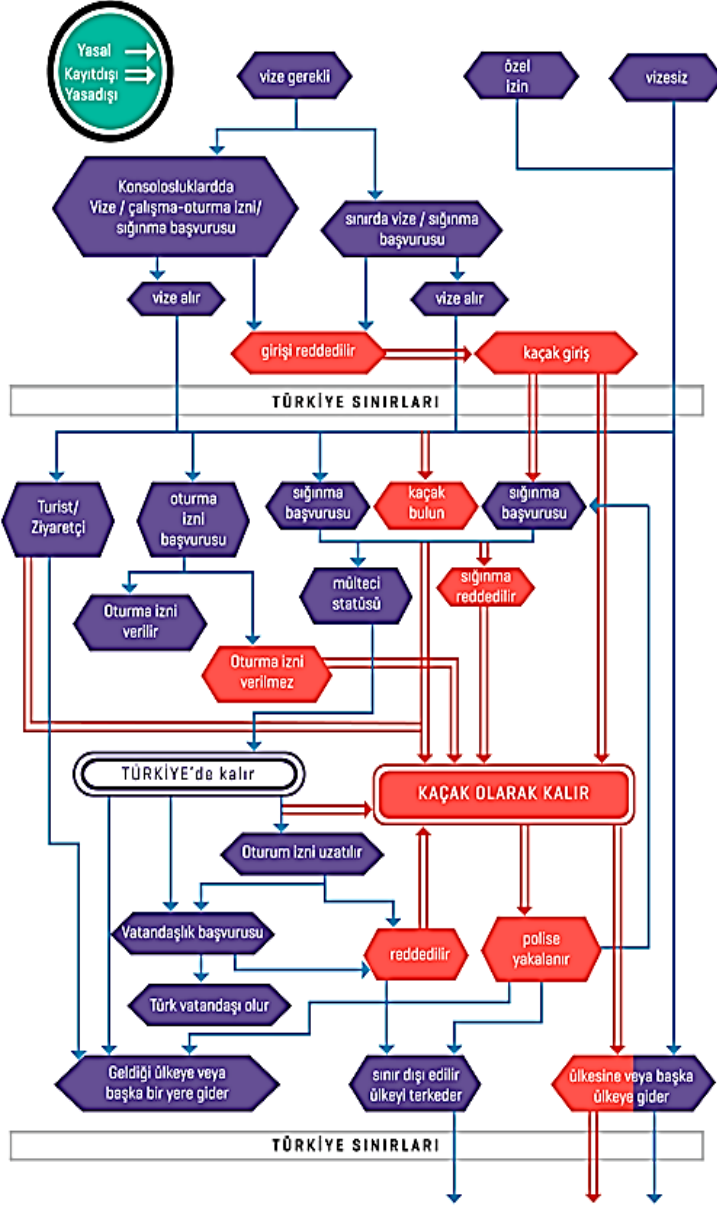 Yasal
Kayıtdışı
Yasadışı
vize gerekli
özel
izin
vizesiz
Konsolosluklardda
Vize / çalışma-oturma izni/
sığınma başvurusu
sınırda vize / sığınma
başvurusu
vize alır
vize alır
girişi reddedilir
kaçak giriş
TÜRKİYE SINIRLARI
Turist/
Ziyaretçi
oturma
izni
başvurusu
sığınma
başvurusu
kaçak
bulun
sığınma
başvurusu
Oturma izni
verilir
mülteci
statüsü
sığınma
reddedilir
Oturma izni
verilmez
TÜRKİYE'de kalır
KAÇAK OLARAK KALIR
Oturum izni uzatılır
Vatandaşlık başvurusu
reddedilir
polise
yakalanır
Türk vatandaşı olur
Geldiği ülkeye veya
başka bir yere gider
sınır dışı edilir
ülkeyi terkeder
ülkesine veya başka
ülkeye gider
TÜRKİYE SINIRLARI